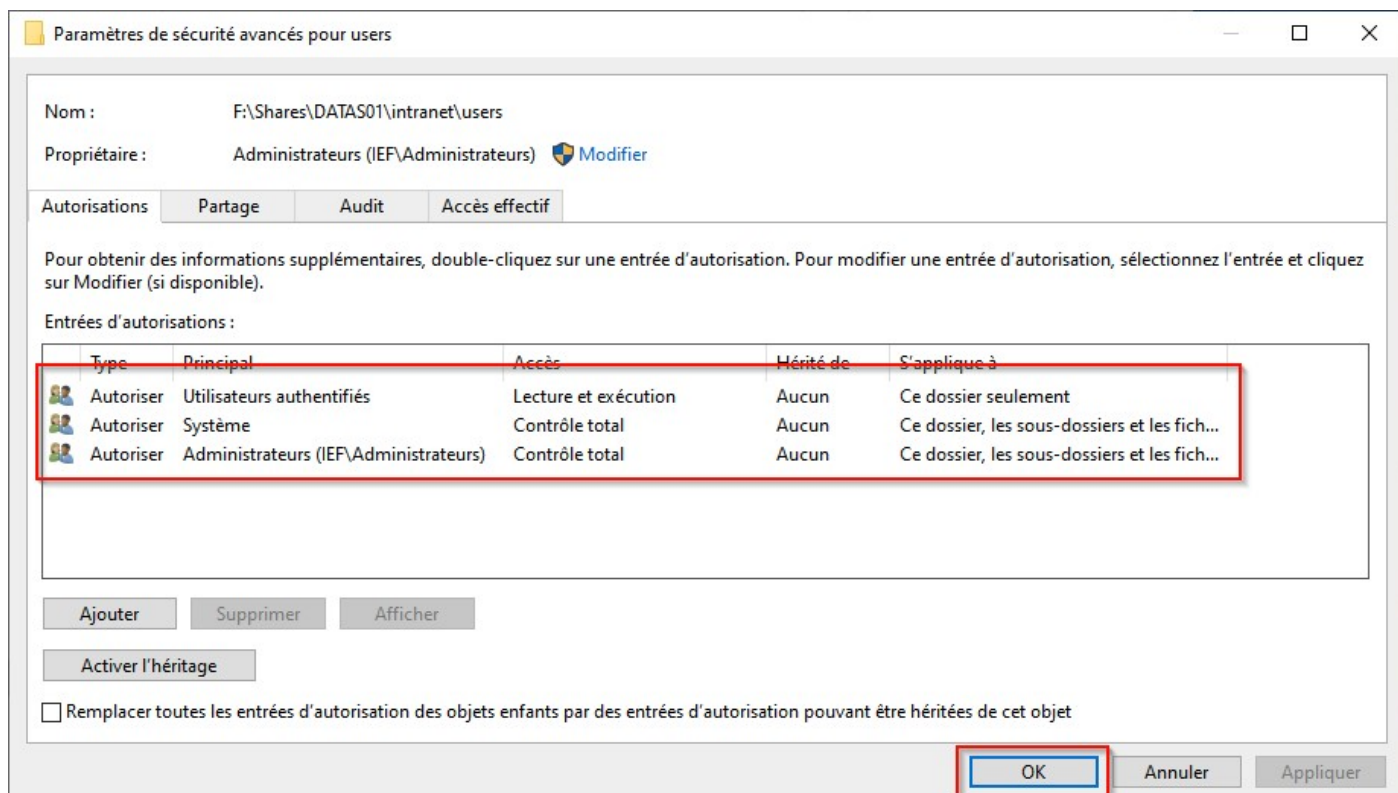 Paramètres de sécurité avancés pour users
Nom : F:\Shares\DATAS01\intranet\users
Propriétaire : Administrateurs (IEF\Administrateurs) Modifier
Autorisations Partage Audit Accès effectif
Pour obtenir des informations supplémentaires, double-cliquez sur une entrée d'autorisation. Pour modifier une entrée d'autorisation, sélectionnez l'entrée et cliquez
sur Modifier (si disponible).
Entrées d'autorisations :
Type Principal Accès Hérité de S'applique à
Autoriser Utilisateurs authentifiés Lecture et exécution Aucun Ce dossier seulement
Autoriser Système Contrôle total Aucun Ce dossier, les sous-dossiers et les fich...
Autoriser Administrateurs (IEF\Administrateurs) Contrôle total Aucun Ce dossier, les sous-dossiers et les fich...
Ajouter Supprimer Afficher
Activer l'héritage
Remplacer toutes les entrées d'autorisation des objets enfants par des entrées d'autorisation pouvant être héritées de cet objet
OK Annuler Appliquer